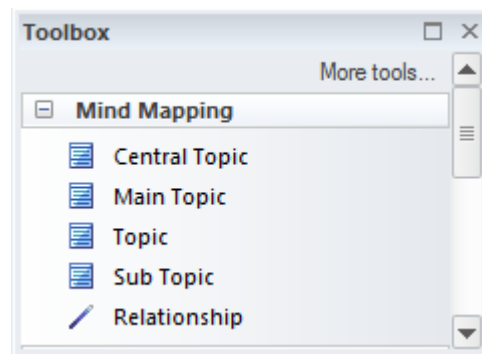 Toolbox
More tools...
Mind Mapping
Central Topic
Main Topic
Topic
Sub Topic
Relationship